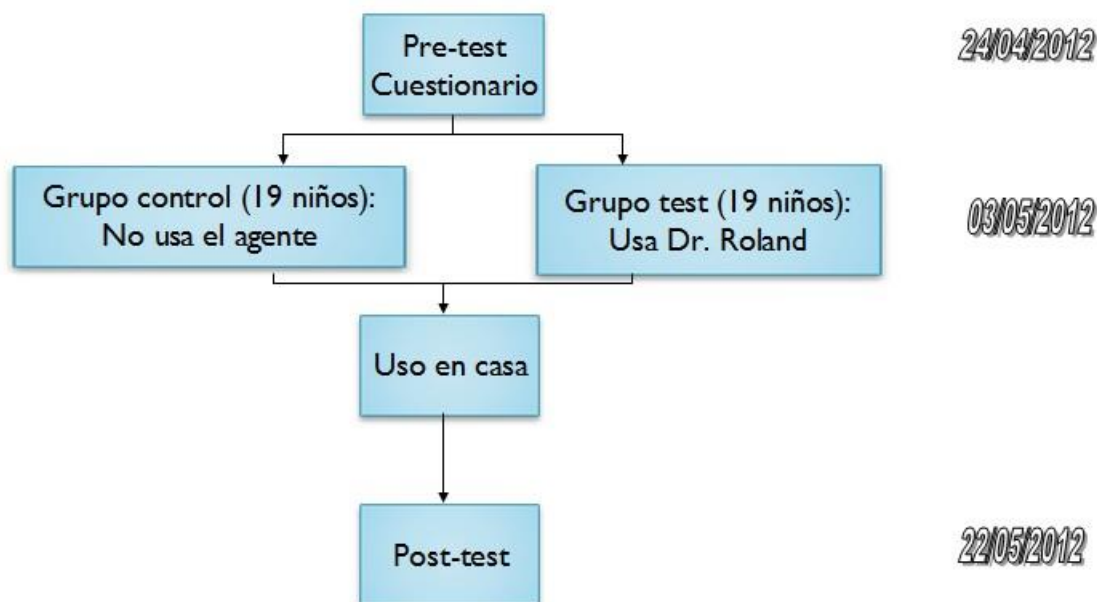 Pre-test
Cuestionario
24/04/2012
Grupo control (19 niños):
No usa el agente
Grupo test (19 niños):
Usa Dr. Roland
03/05/2012
Uso en casa
Post-test
22/05/2012